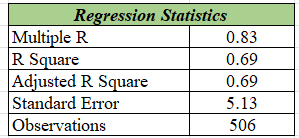 Regression Statistics
Multiple R 0.83
R Square 0.69
Adjusted R Square 0.69
Standard Error 5.13
Observations 506